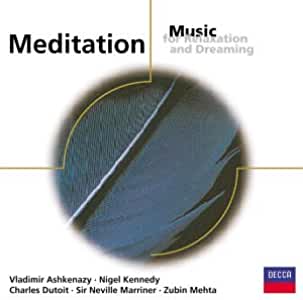 Meditation
Music
for Relaxation
and Dreaming
Vladimir Ashkenazy · Nigel Kennedy
Charles Dutoit · Sir Neville Marriner · Zubin Mehta
DECCA